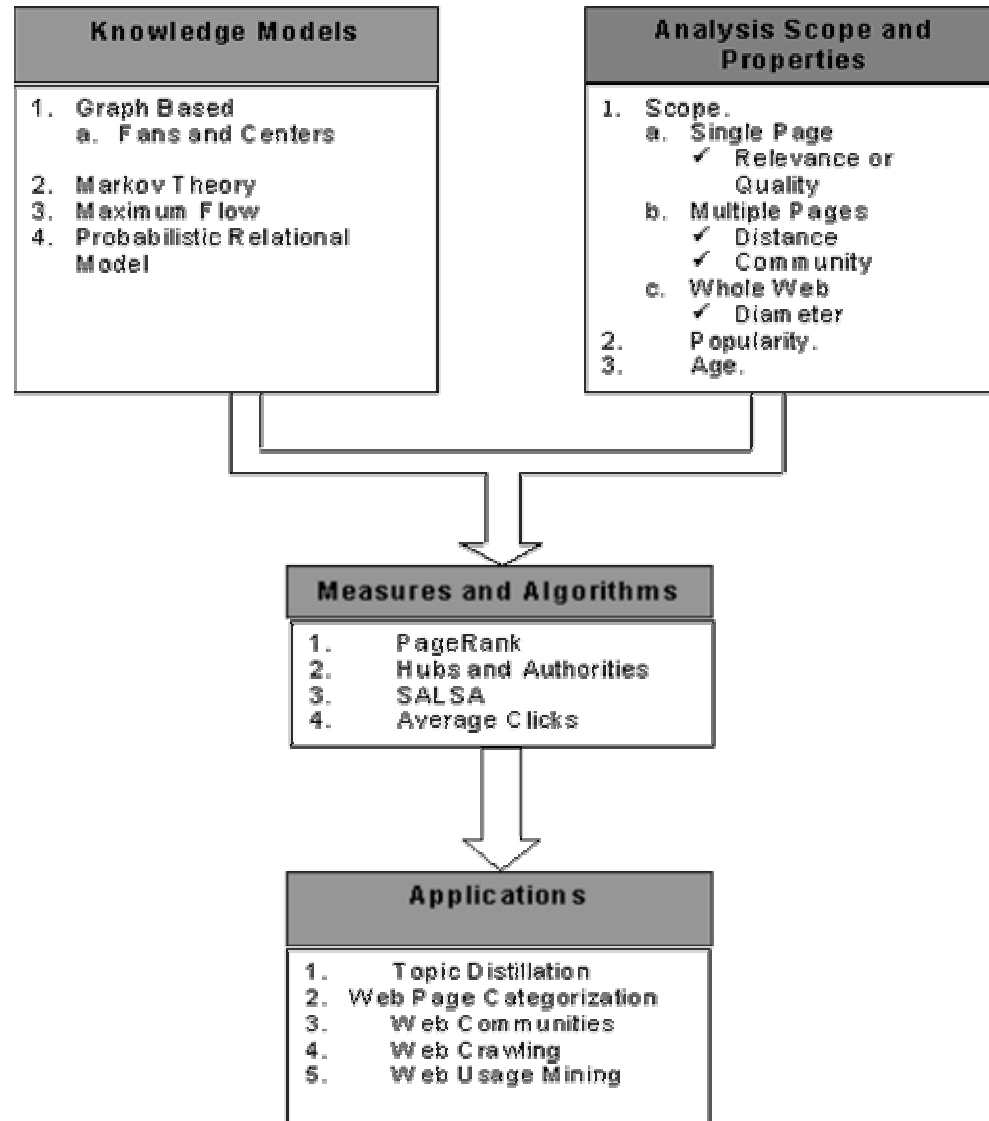 Knowledge Models
1. Graph Based
a. Fans and Centers
2. Markov Theory
3. Maximum Flow
4. Probabilistic Relational
Model
Analysis Scope and
Properties
1. Scope.
a. Single Page
✓ Relevance or
Quality
b. Multiple Pages
✓ Distance
✓ Community
c. Whole Web
✓ Diameter
2. Popularity.
3. Age.
Measures and Algorithms
1. PageRank
2. Hubs and Authorities
3. SALSA
4. Average Clicks
Applications
1. Topic Distillation
2. Web Page Categorization
3. Web Communities
4. Web Crawling
5. Web Usage Mining